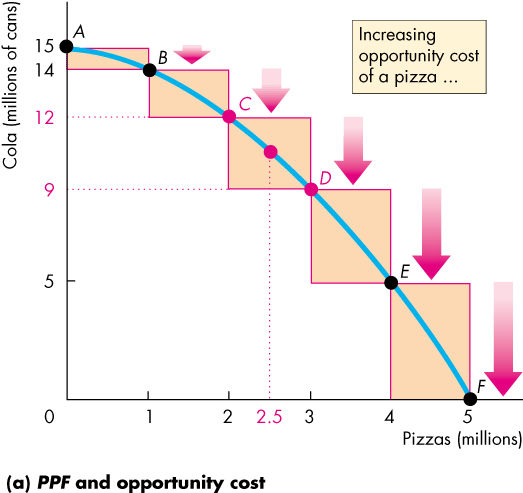 Cola (millions of cans)
15
14
12
9
5
0
A
B
C
D
E
F
Increasing
opportunity cost
of a pizza ...
1
2
2.5
3
4
5
Pizzas (millions)
(a) PPF and opportunity cost